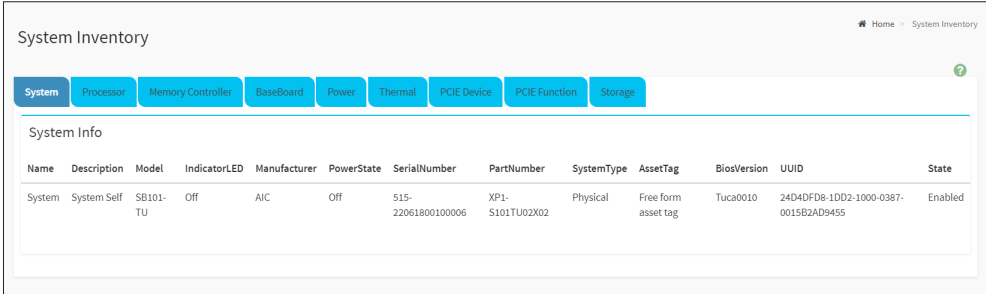 Home > System Inventory
System Inventory
?
System Processor Memory Controller BaseBoard Power Thermal PCIE Device PCIE Function Storage
System Info
Name Description Model IndicatorLED Manufacturer PowerState SerialNumber PartNumber SystemType AssetTag BiosVersion UUID State
System System Self SB101- Off AIC Off 515- XP1- Physical Free form Tuca0010 24D4DFD8-1DD2-1000-0387- Enabled
TU 22061800100006 S101TU02X02 asset tag 0015B2AD9455